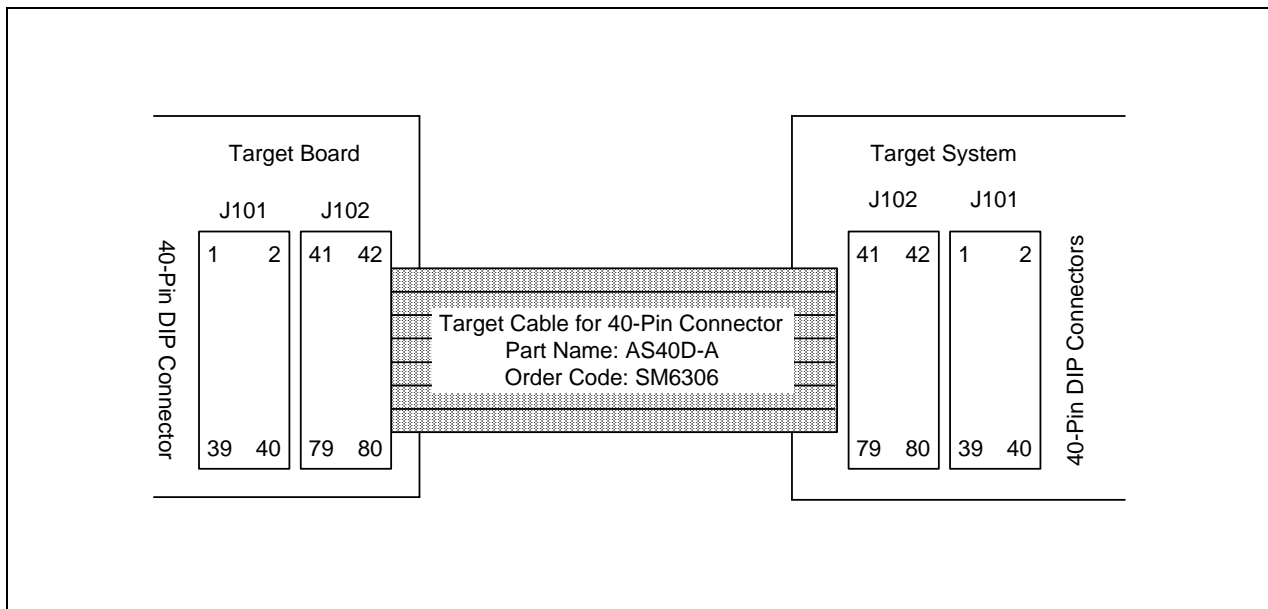 Target Board
J101 J102
40-Pin DIP Connector
1 2 41 42
39 40 79 80
Target Cable for 40-Pin Connector
Part Name: AS40D-A
Order Code: SM6306
Target System
J102 J101
41 42 1 2
79 80 39 40
40-Pin DIP Connectors